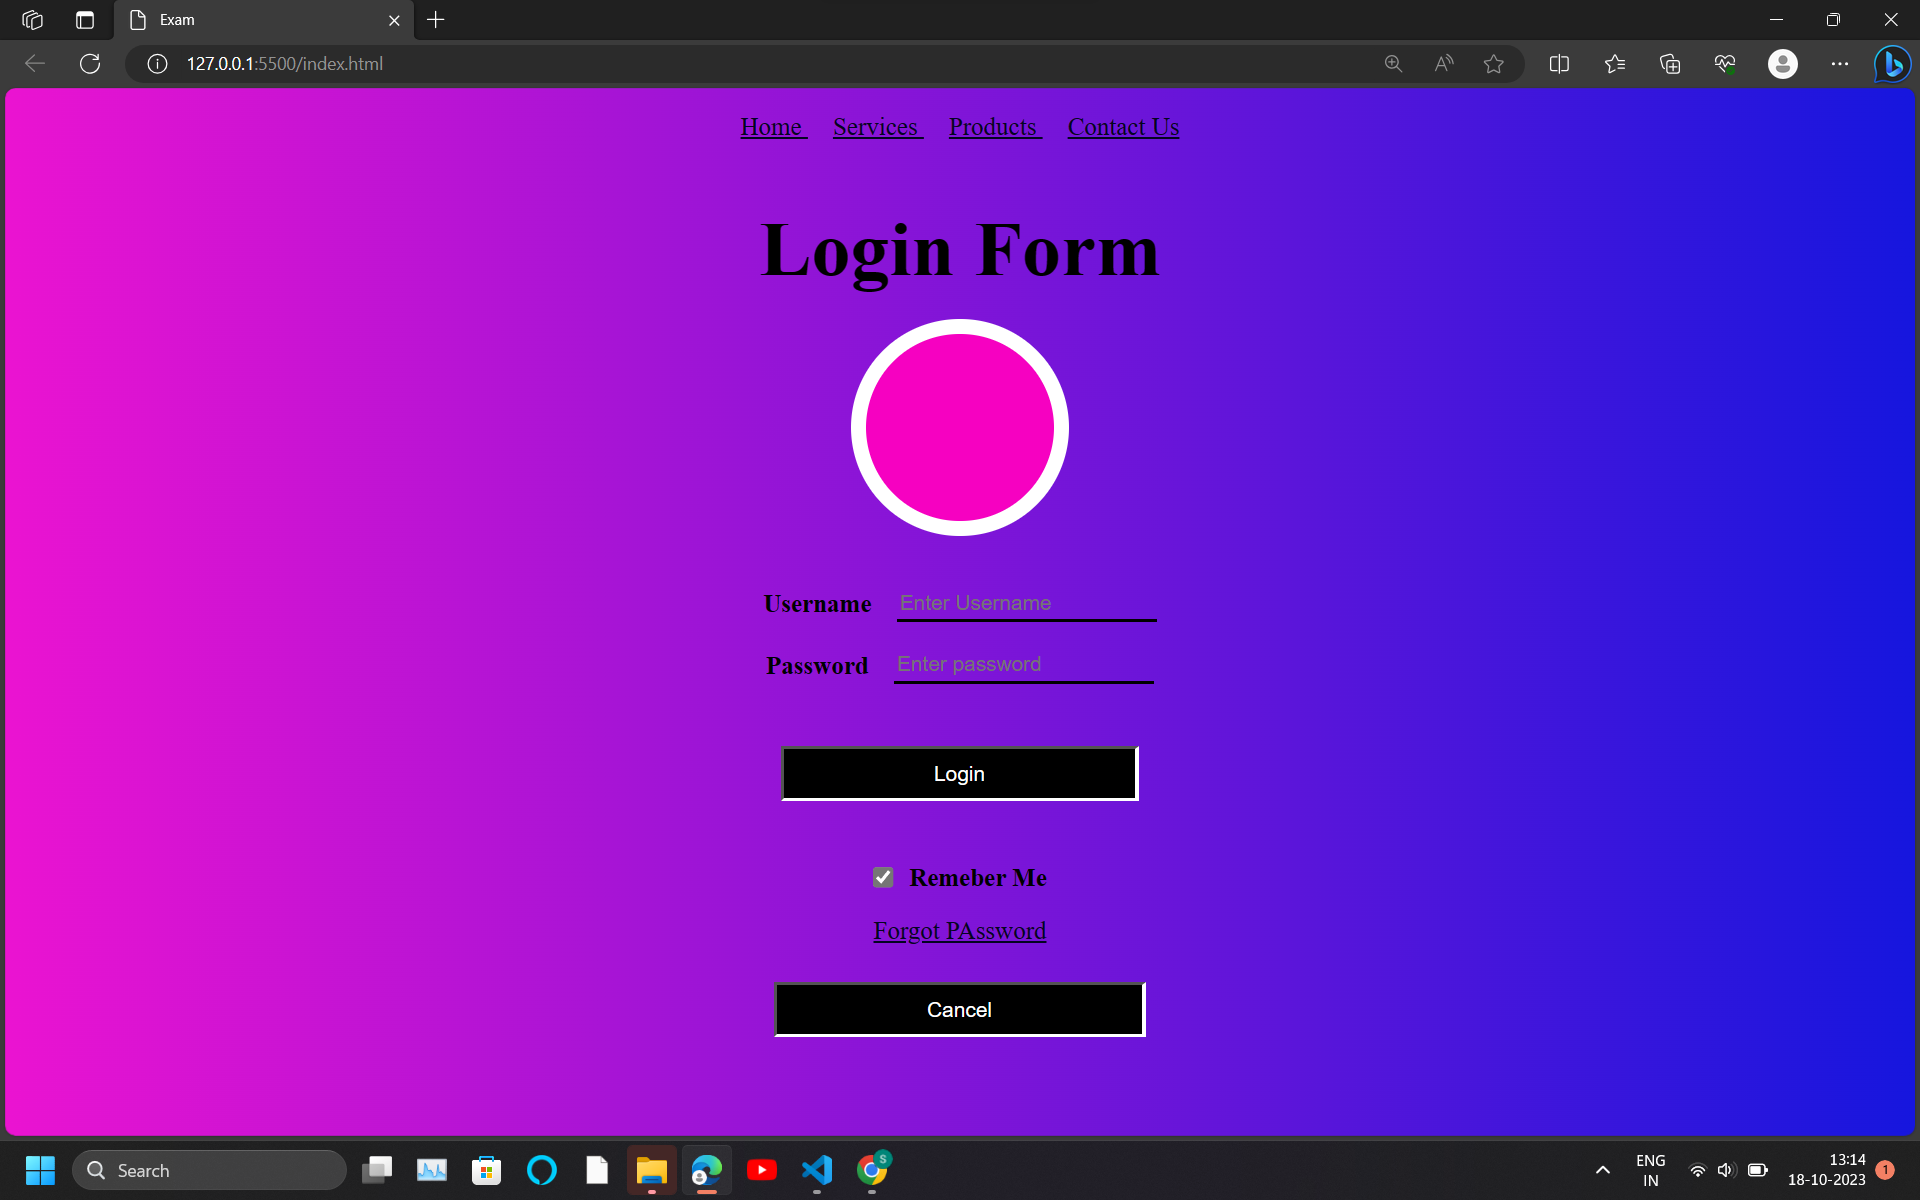 Exam
127.0.0.1:5500/index.html
Home Services Products Contact Us
Login Form
Username Enter Username
Password Enter password
Login
Remeber Me
Forgot PAssword
Cancel
Search
S
ENG
IN
13:14
18-10-2023
1